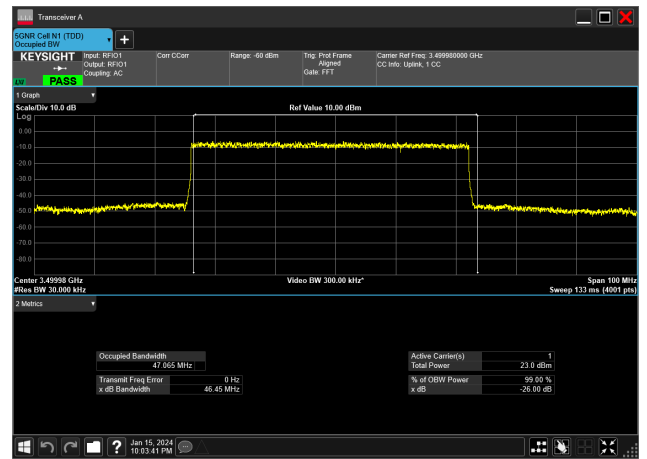 Transceiver A
5GNR Cell N1 (TDD)
Occupied BW
KEYSIGHT
LW PASS
Input: RFIO1
Output: RFIO1
Coupling: AC
Corr CCorr
Range: -60 dBm
Trig: Prot Frame
Aligned
Gate: FFT
Carrier Ref Freq: 3.499980000 GHz
CC Info: Uplink, 1 CC
1 Graph
Scale/Div 10.0 dB
Ref Value 10.00 dBm
Log
0.00
-10.0
-20.0
-30.0
-40.0
-50.0
-60.0
-70.0
-80.0
Center 3.49998 GHz
Video BW 300.00 kHz*
Span 100 MHz
#Res BW 30.000 kHz
Sweep 133 ms (4001 pts)
2 Metrics
Occupied Bandwidth
47.065 MHz
Active Carrier(s) 1
Total Power 23.0 dBm
Transmit Freq Error 0 Hz
x dB Bandwidth 46.45 MHz
% of OBW Power 99.00 %
x dB -26.00 dB
Jan 15, 2024
10:03:41 PM